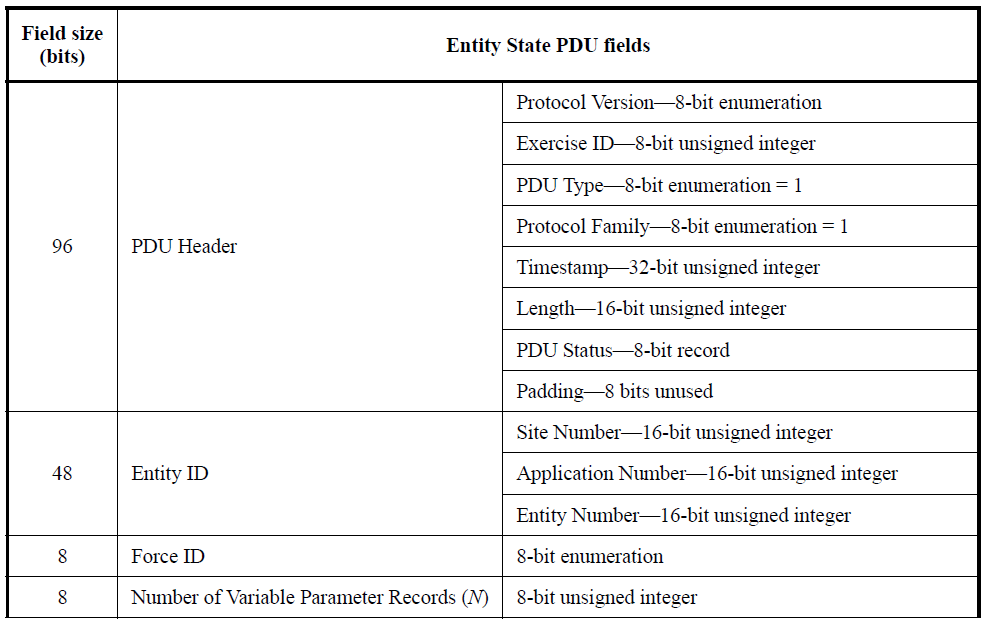 Field size
(bits)
Entity State PDU fields
96
PDU Header
Protocol Version—8-bit enumeration
Exercise ID—8-bit unsigned integer
PDU Type—8-bit enumeration = 1
Protocol Family—8-bit enumeration = 1
Timestamp—32-bit unsigned integer
Length—16-bit unsigned integer
PDU Status—8-bit record
Padding—8 bits unused
48
Entity ID
Site Number—16-bit unsigned integer
Application Number—16-bit unsigned integer
Entity Number—16-bit unsigned integer
8
Force ID
8-bit enumeration
8
Number of Variable Parameter Records (N)
8-bit unsigned integer